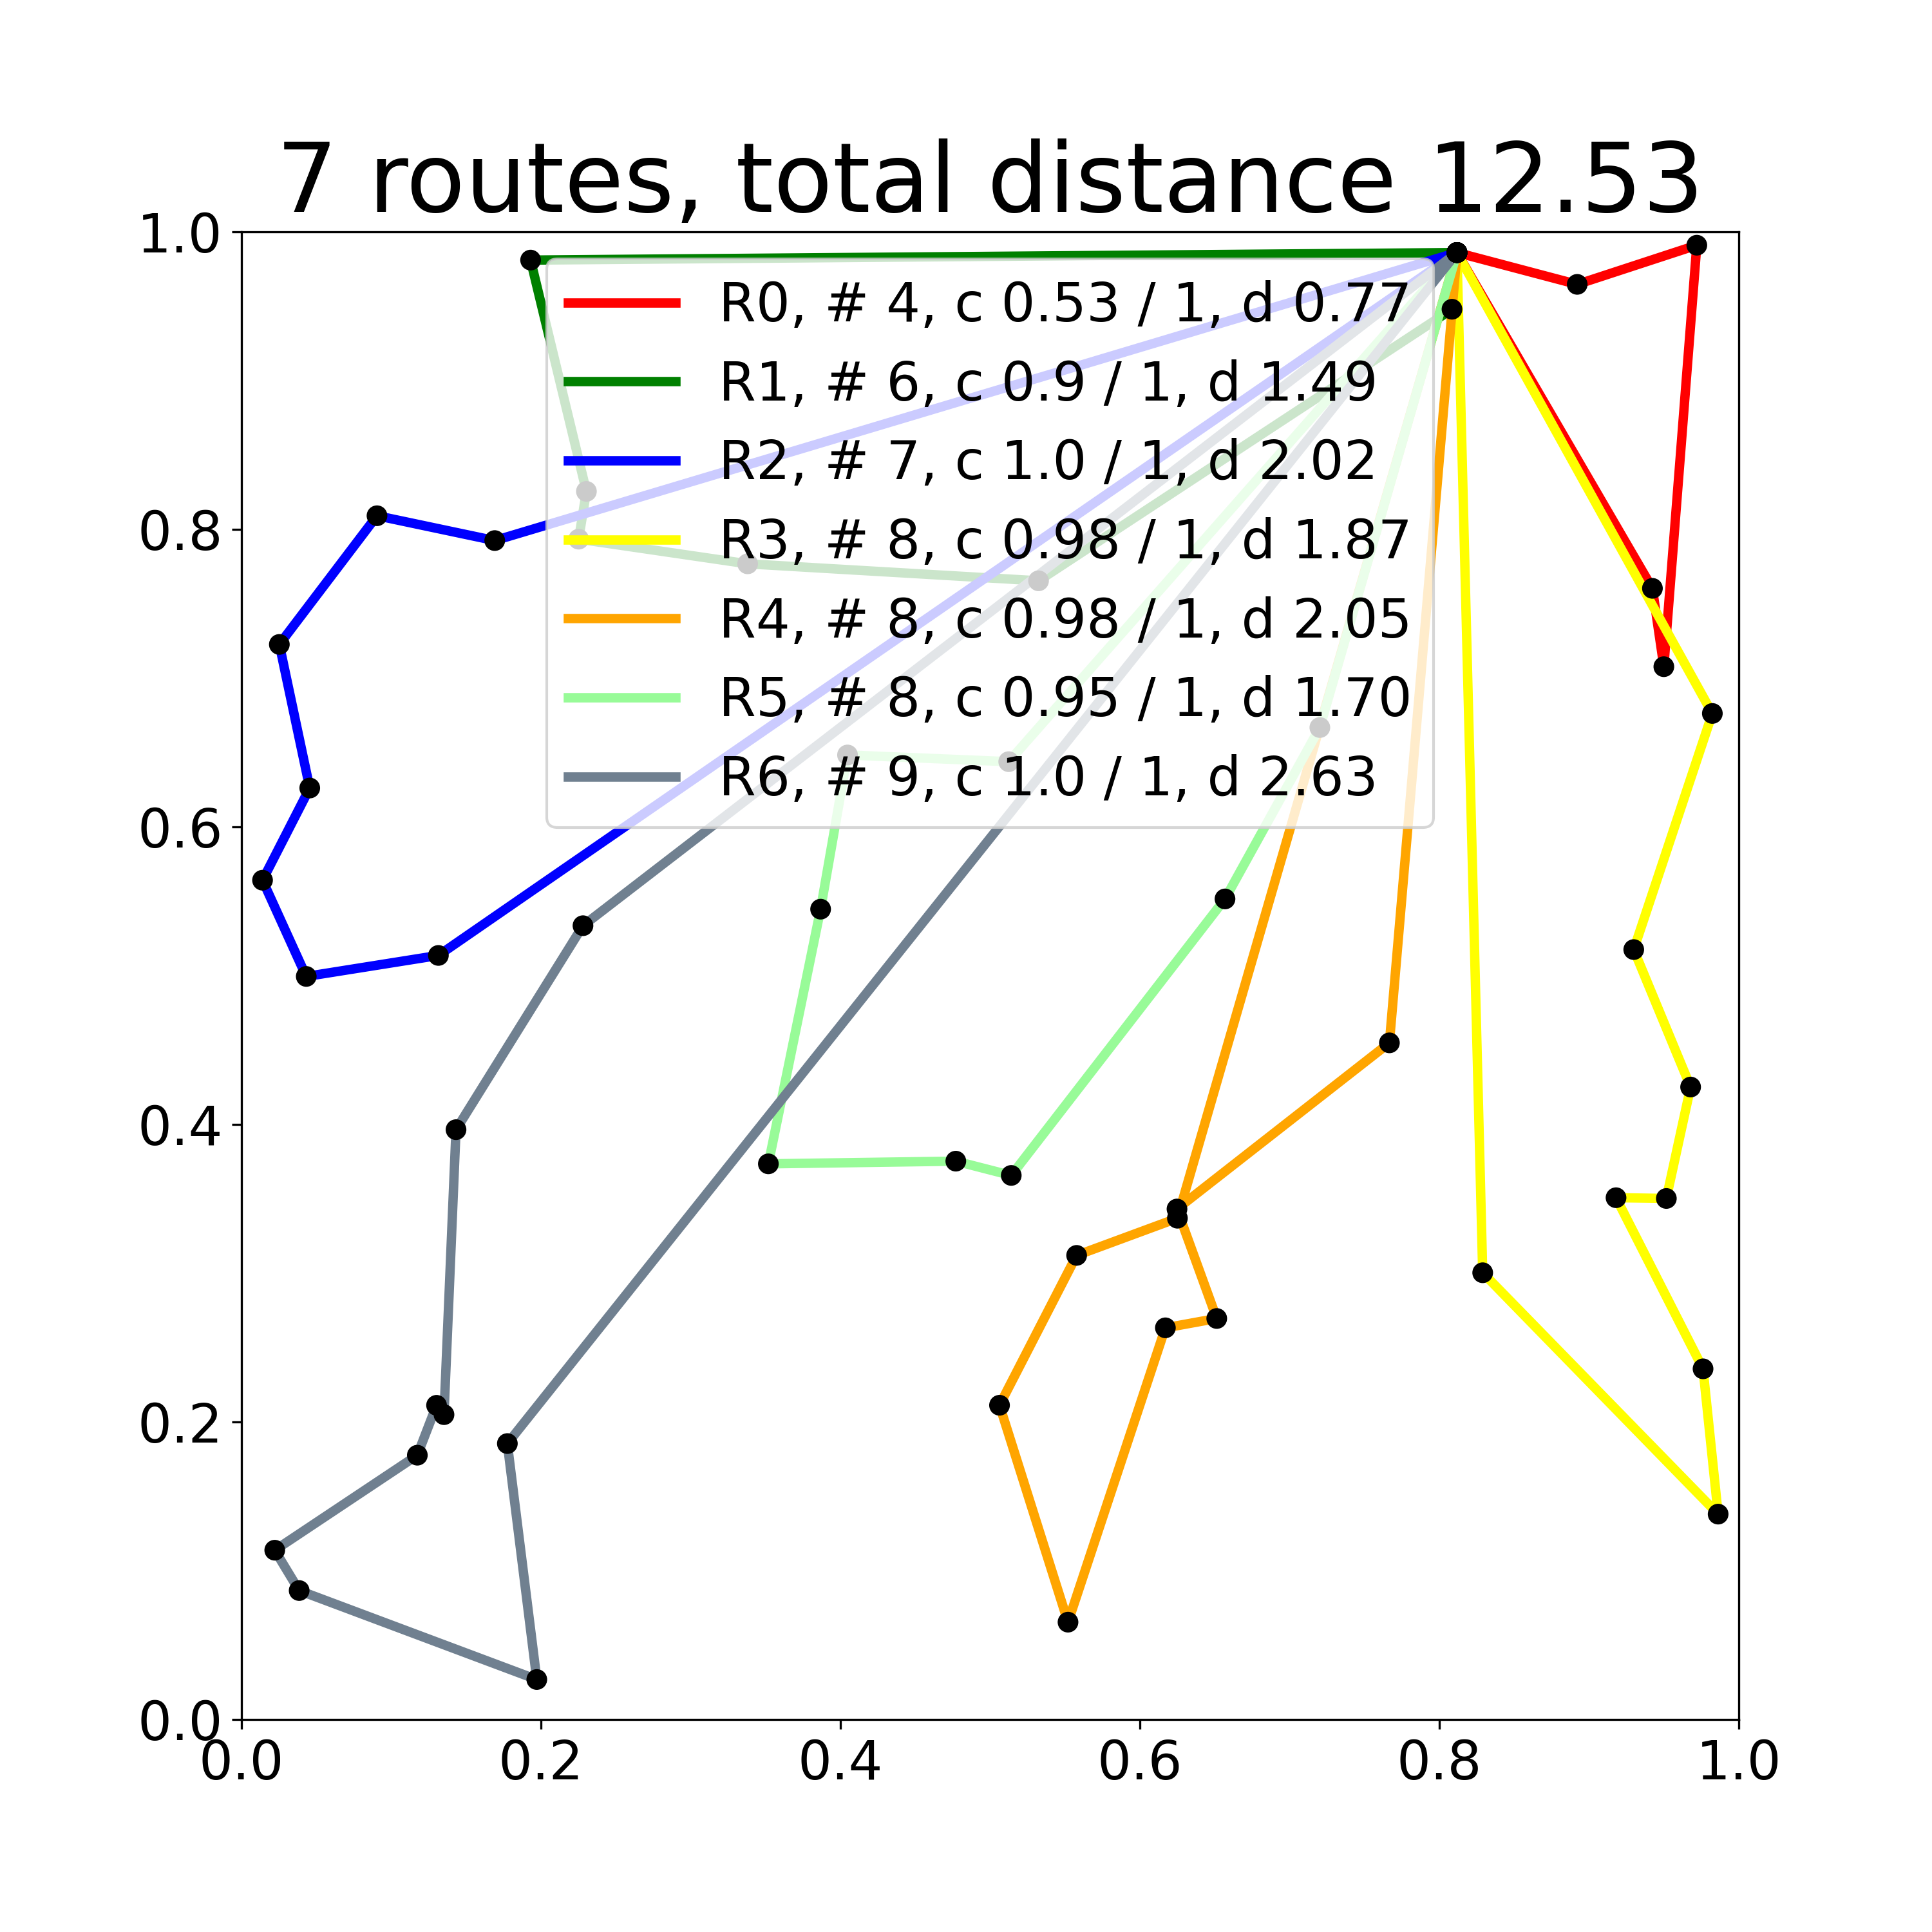 7 routes, total distance 12.53
1.0
R0, # 4, c 0.53 / 1, d 0.77
R1, # 6, c 0.9 / 1, d 1.49
R2, # 7, c 1.0 / 1, d 2.02
0.8
R3, # 8, c 0.98 / 1, d 1.87
R4, # 8, c 0.98 / 1, d 2.05
R5, # 8, c 0.95 / 1, d 1.70
R6, # 9, c 1.0 / 1, d 2.63
0.6
0.4
0.2
0.0
0.0 0.2 0.4 0.6 0.8 1.0